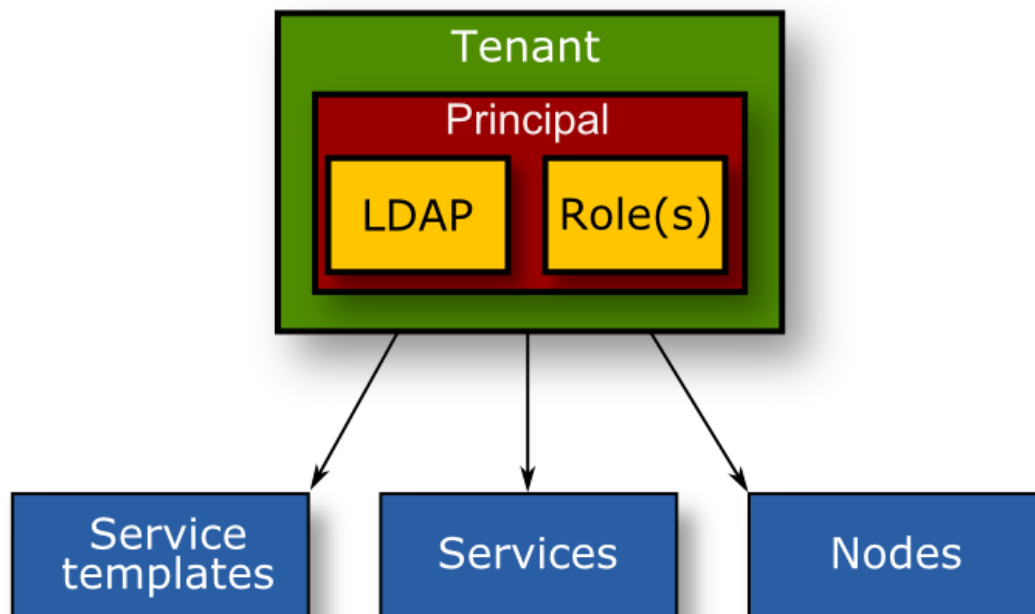 Tenant
Principal
LDAP
Role(s)
Service
templates
Services
Nodes